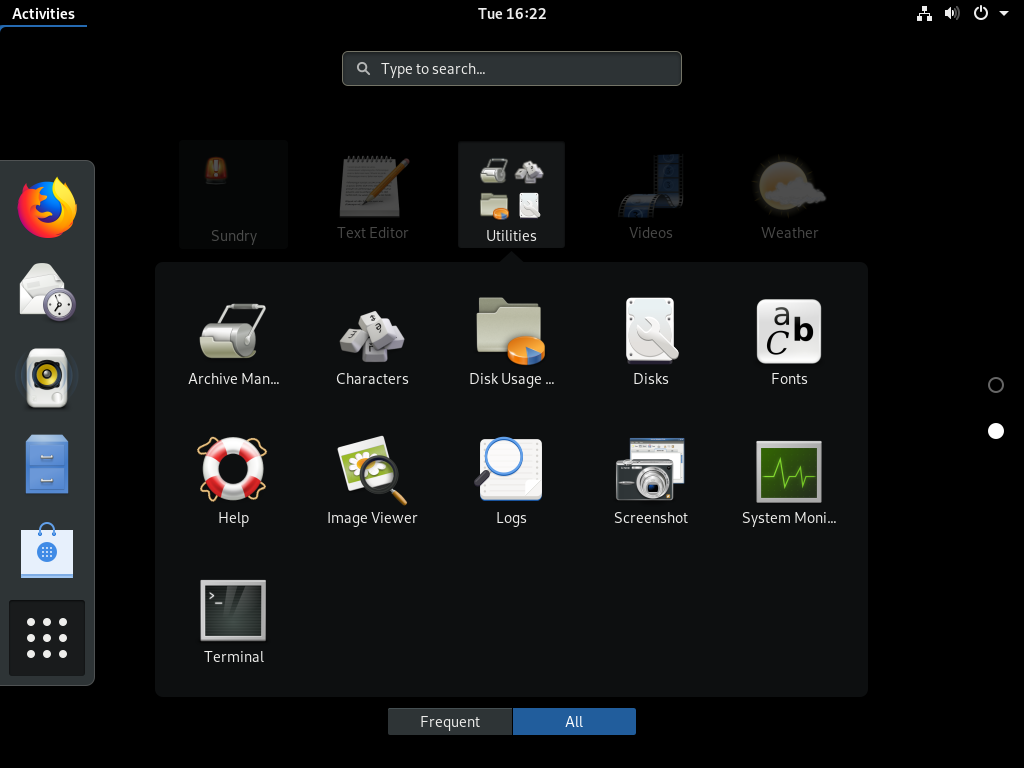 Activities
Tue 16:22
Type to search...
Sundry
Text Editor
Utilities
Videos
Weather
Archive Man...
Characters
Disk Usage ...
Disks
Fonts
Help
Image Viewer
Logs
Screenshot
System Moni...
Terminal
Frequent
All